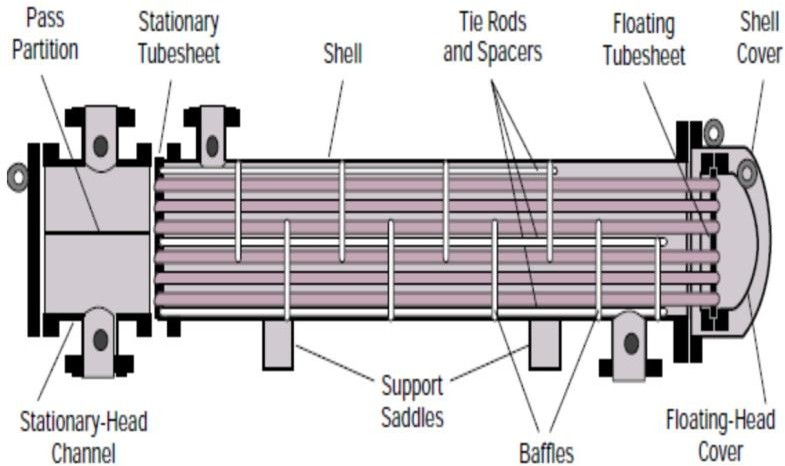 Pass
Partition
Stationary
Tubesheet
Shell
Tie Rods
and Spacers
Floating
Tubesheet
Shell
Cover
Stationary-Head
Channel
Support
Saddles
Baffles
Floating-Head
Cover